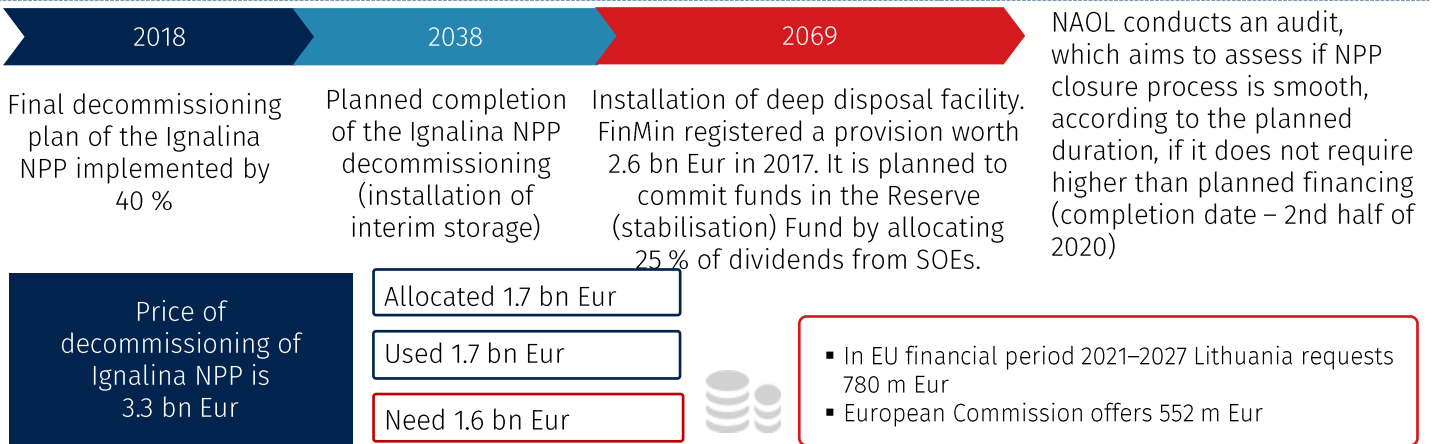 2018
2038
2069
Final decommissioning
plan of the Ignalina
NPP implemented by
40 %
Planned completion
of the Ignalina NPP
decommissioning
(installation of
interim storage)
Installation of deep disposal facility.
FinMin registered a provision worth
2.6 bn Eur in 2017. It is planned to
commit funds in the Reserve
(stabilisation) Fund by allocating
25 % of dividends from SOEs.
NAOL conducts an audit,
which aims to assess if NPP
closure process is smooth,
according to the planned
duration, if it does not require
higher than planned financing
(completion date – 2nd half of
2020)
Price of
decommissioning of
Ignalina NPP is
3.3 bn Eur
Allocated 1.7 bn Eur
Used 1.7 bn Eur
Need 1.6 bn Eur
▪ In EU financial period 2021–2027 Lithuania requests
780 m Eur
▪ European Commission offers 552 m Eur